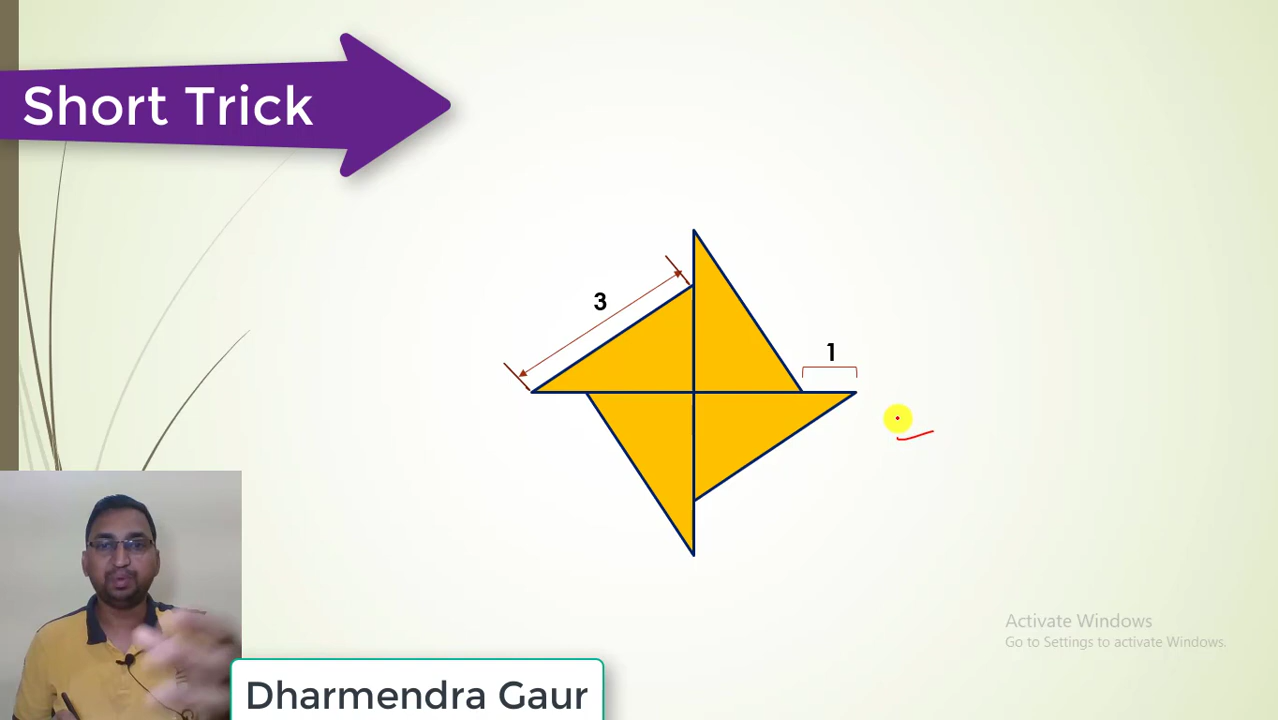 Short Trick
3
1
Activate Windows
Go to Settings to activate Windows.
Dharmendra Gaur